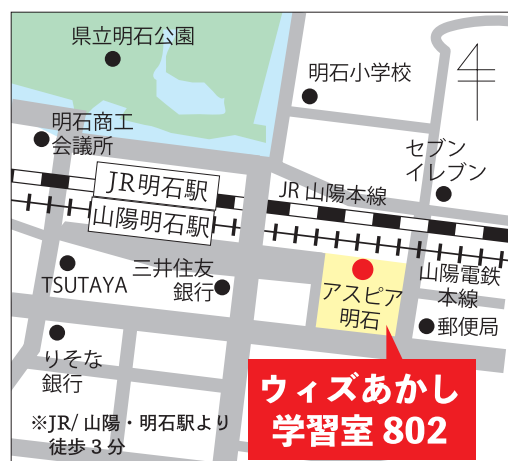 県立明石公園
明石小学校
明石商工
会議所
セブン
イレブン
JR明石駅
JR 山陽本線
山陽明石駅
TSUTAYA
三井住友
銀行
アスピア
明石
山陽電鉄
本線
郵便局
りそな
銀行
ウィズあかし
学習室 802
※JR/ 山陽・明石駅より
徒歩 3 分